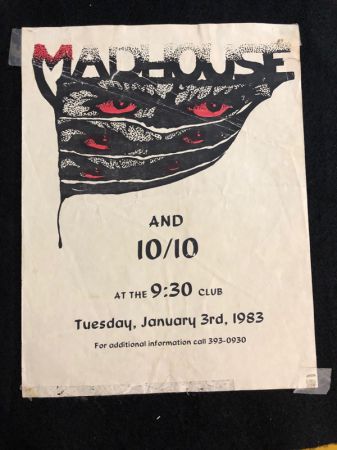 MADHOUSE
AND
10/10
AT THE 9:30 CLUB
Tuesday, January 3rd, 1983
For additional information call 393-0930